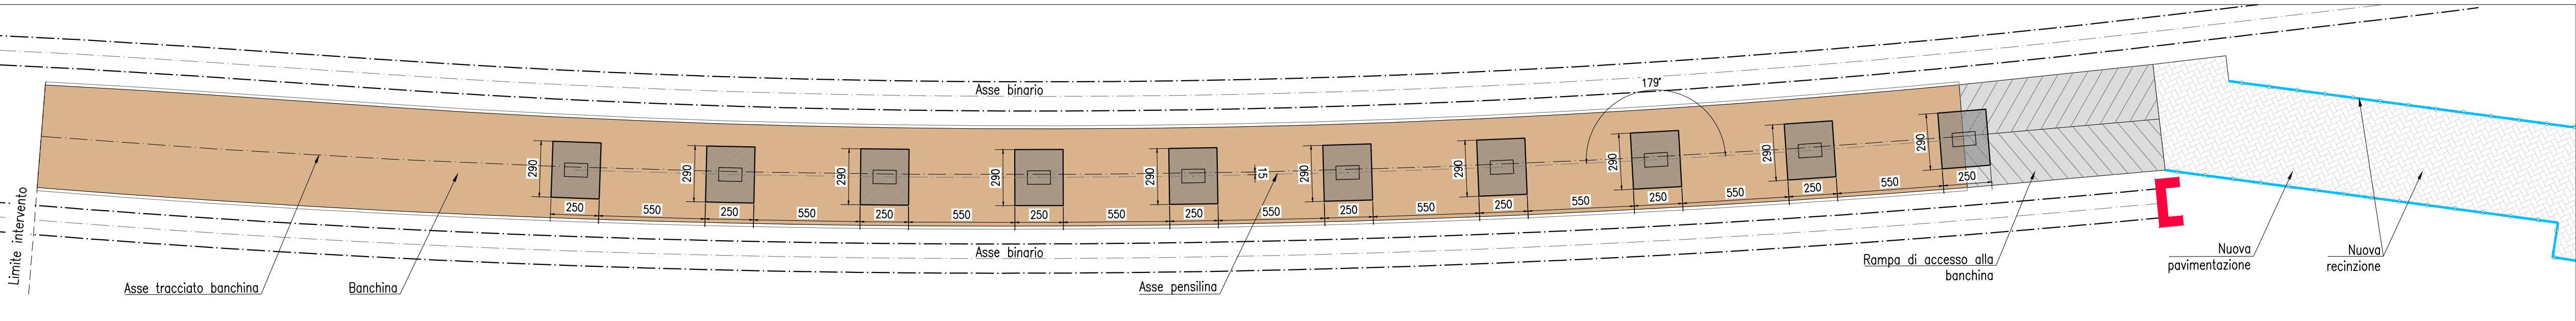 179°
Asse binario
290
290
290
290
290
15
290
290
290
290
290
250
550
250
550
250
550
250
550
250
550
250
550
250
550
250
550
250
550
250
Limite intervento
Asse binario
Asse tracciato banchina
Banchina
Asse pensilina
Rampa di accesso alla
banchina
Nuova
pavimentazione
Nuova
recinzione